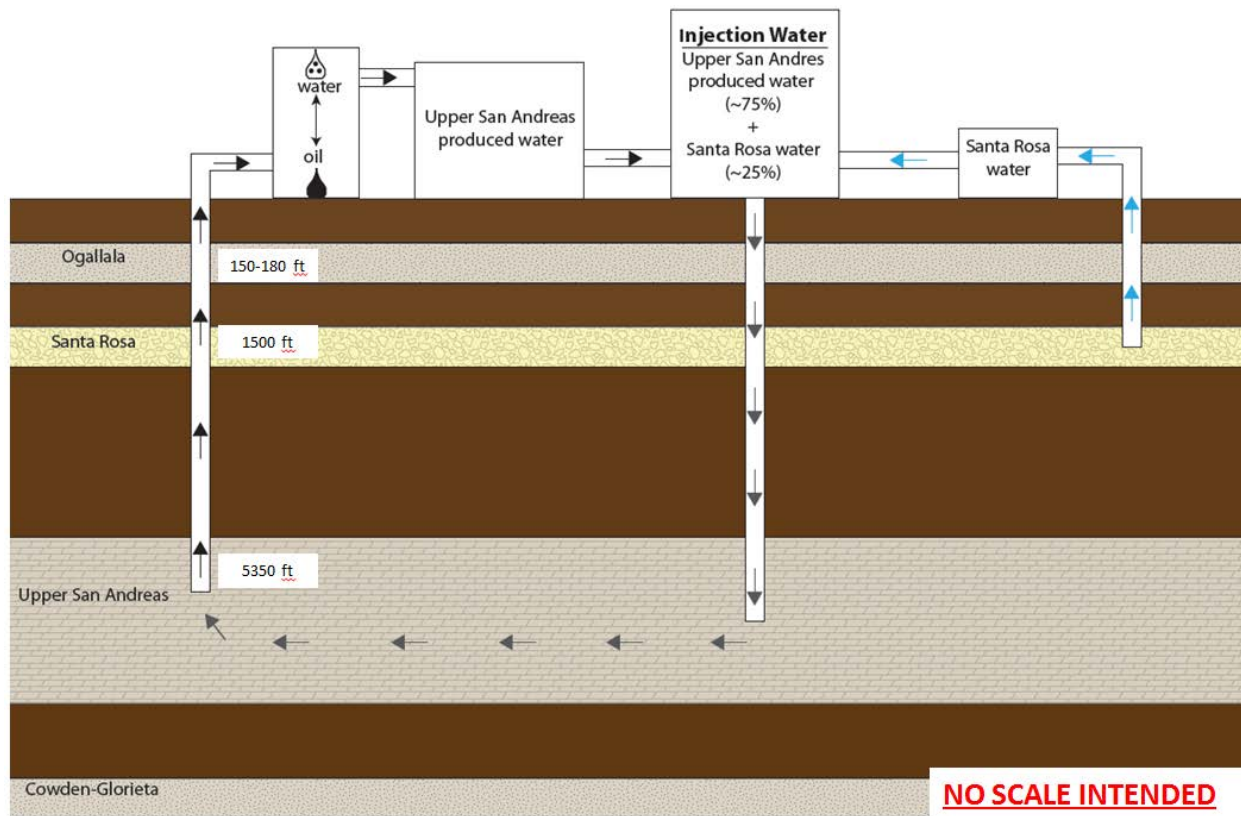 Injection Water
Upper San Andres
produced water
(~75%)
+
Santa Rosa water
(~25%)
water
oil
Upper San Andreas
produced water
Santa Rosa
water
Ogallala
150-180 ft
Santa Rosa
1500 ft
5350 ft
Upper San Andreas
Cowden-Glorieta
NO SCALE INTENDED